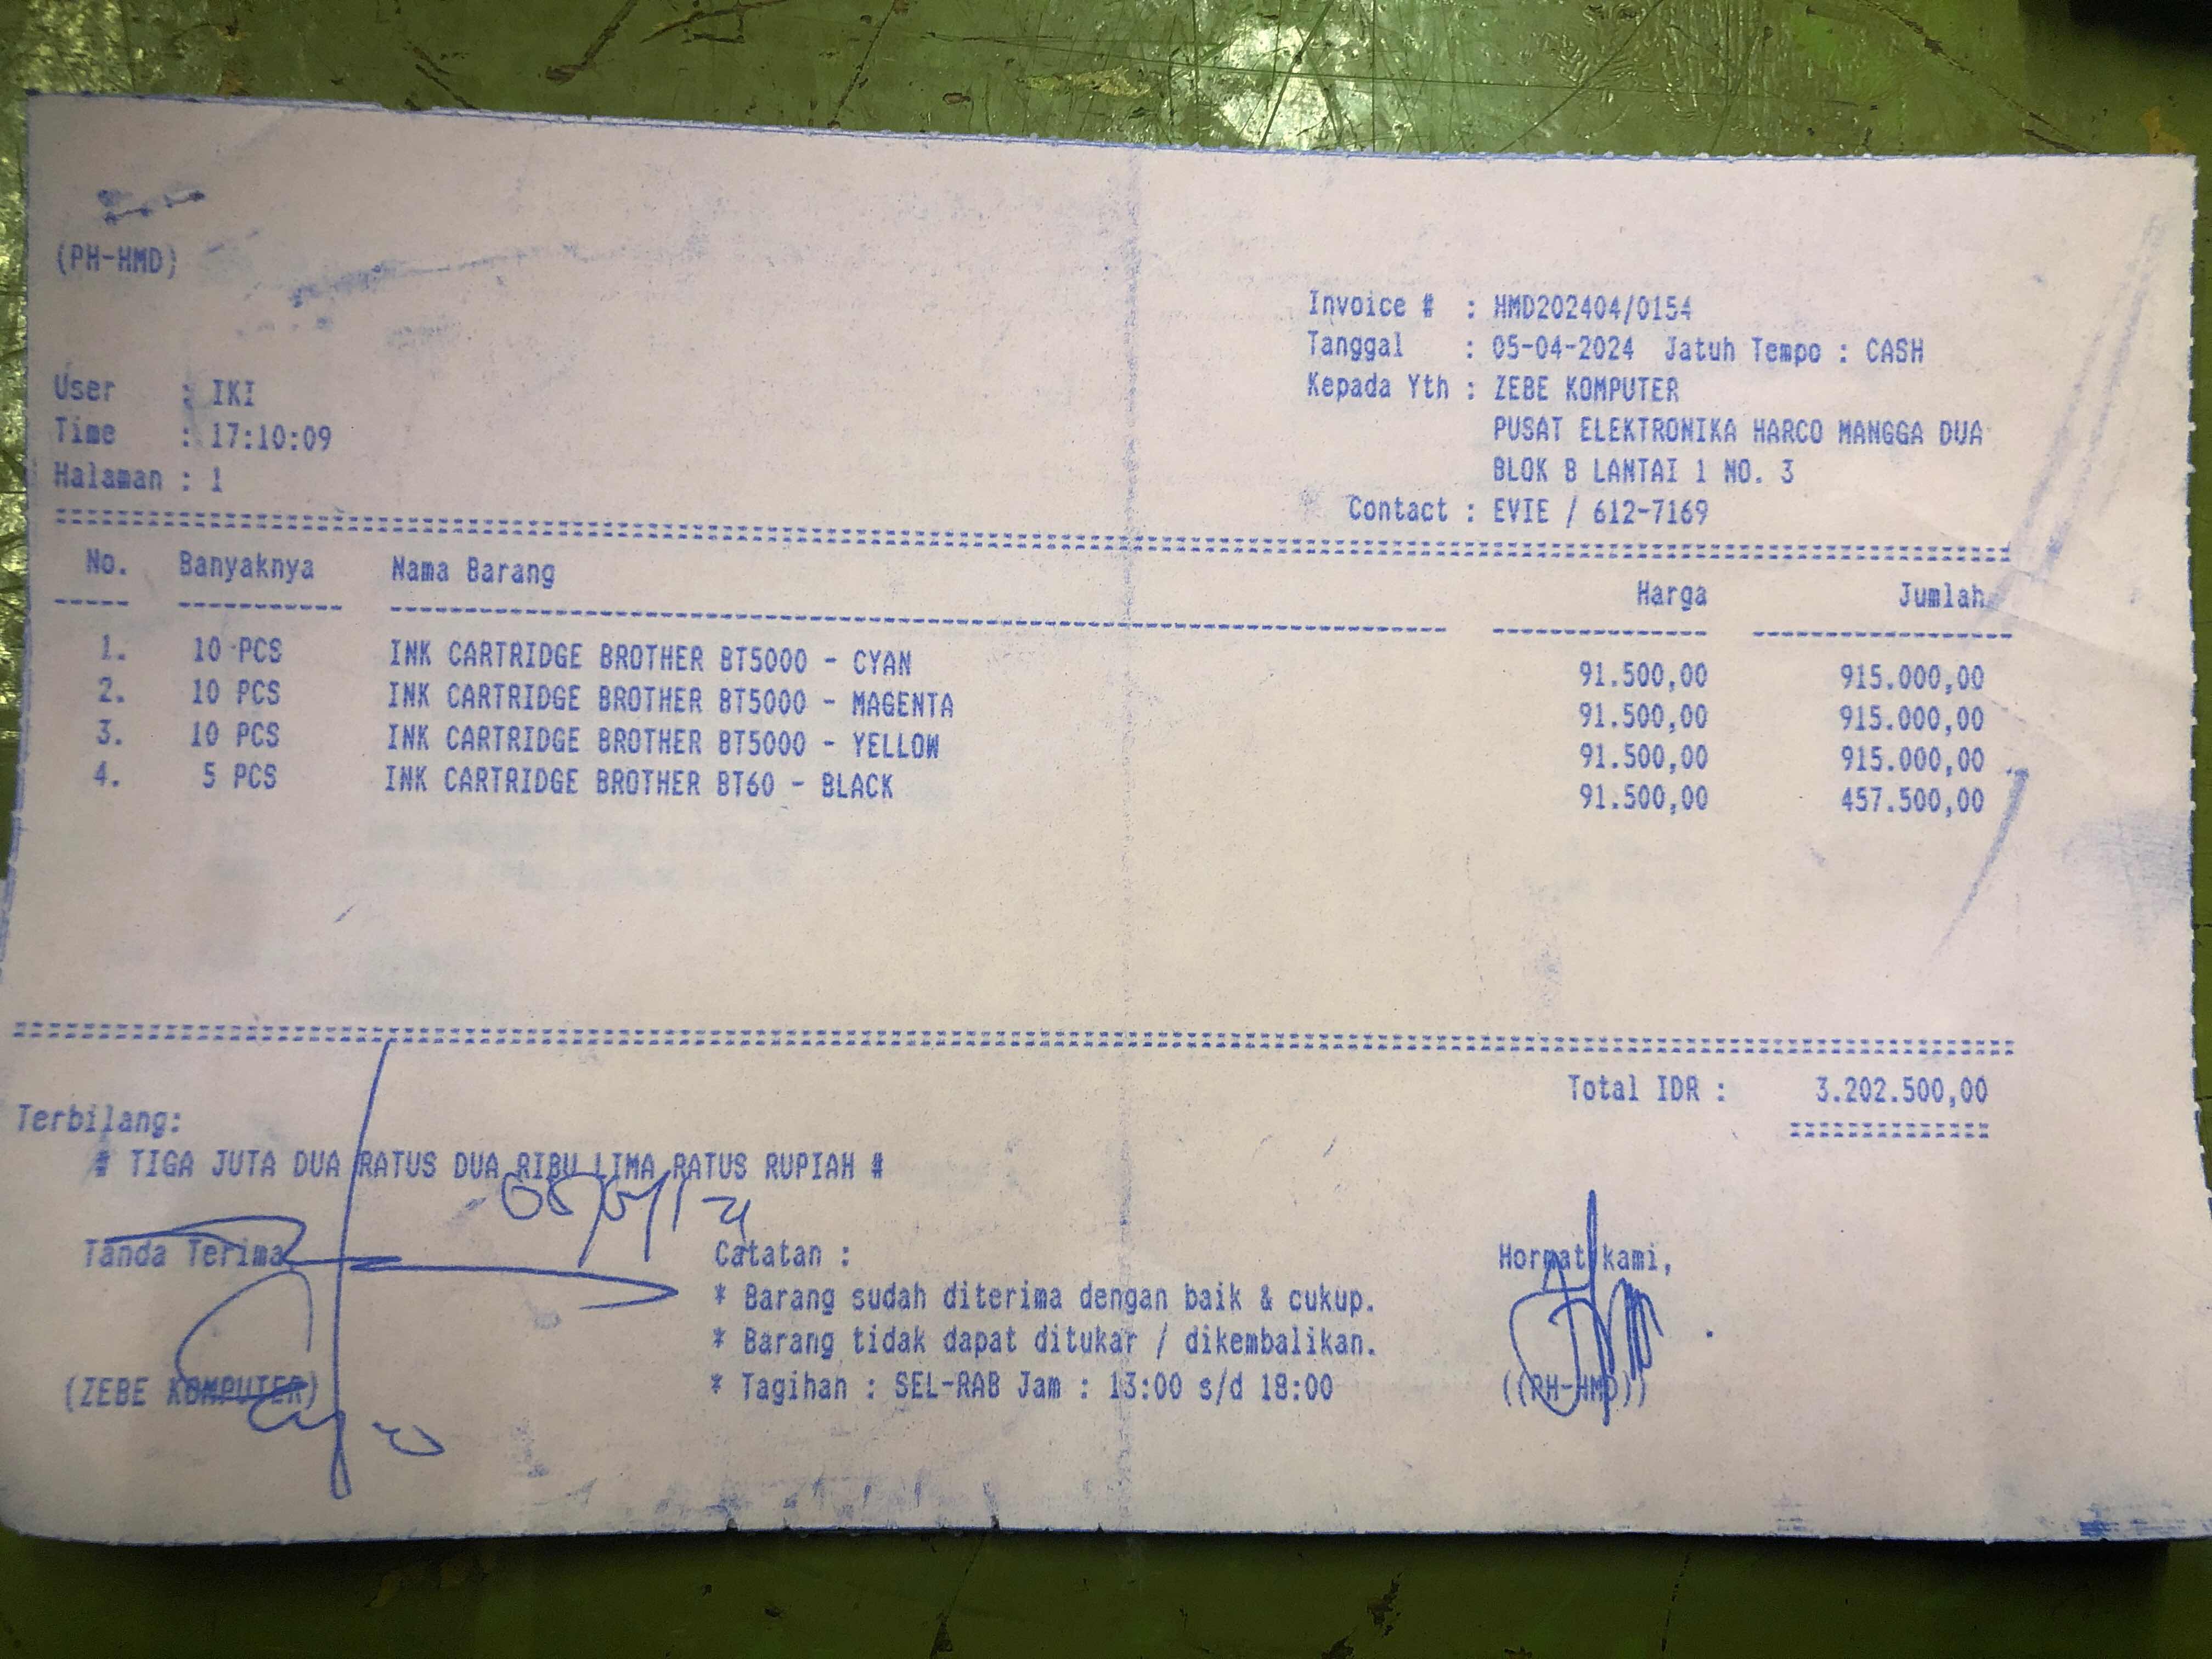 (PH-HMD)
Invoice # : HMD202404/0154
Tanggal : 05-04-2024 Jatuh Tempo : CASH
Kepada Yth : ZEBE KOMPUTER
PUSAT ELEKTRONIKA HARCO MANGGA DUA
BLOK B LANTAI 1 NO. 3
Contact : EVIE / 612-7169
User : IKI
Time : 17:10:09
Halaman : 1
No. Banyaknya Nama Barang Harga Jumlah
1. 10 PCS INK CARTRIDGE BROTHER BT5000 - CYAN 91.500,00 915.000,00
2. 10 PCS INK CARTRIDGE BROTHER BT5000 - MAGENTA 91.500,00 915.000,00
3. 10 PCS INK CARTRIDGE BROTHER BT5000 - YELLOW 91.500,00 915.000,00
4. 5 PCS INK CARTRIDGE BROTHER BT60 - BLACK 91.500,00 457.500,00
Total IDR : 3.202.500,00
Terbilang:
# TIGA JUTA DUA RATUS DUA RIBU LIMA RATUS RUPIAH #
Tanda Terima
(ZEBE KOMPUTER)
Catatan :
* Barang sudah diterima dengan baik & cukup.
* Barang tidak dapat ditukar / dikembalikan.
* Tagihan : SEL-RAB Jam : 13:00 s/d 18:00
Hormat kami,
((PH-HMD))